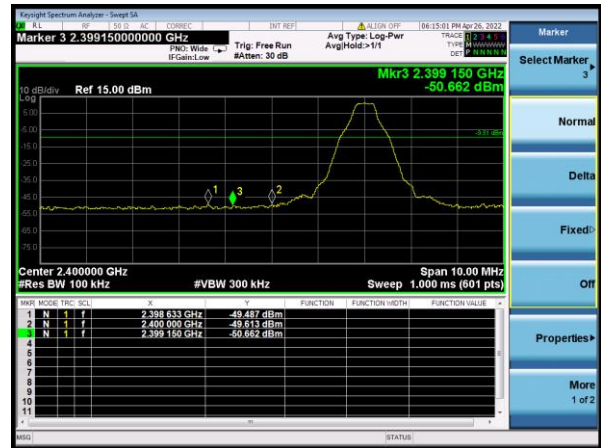 Keysight Spectrum Analyzer - Swept SA
RL RF 50 Ω AC CORREC INT REF ALIGN OFF 06:15:01 PM Apr 26, 2022
Marker 3 2.399150000000 GHz
PNO: Wide
IFGain:Low
Trig: Free Run
#Atten: 30 dB
Avg Type: Log-Pwr
Avg|Hold:>1/1
TRACE 1 2 3 4 5 6
TYPE M W W W W W
DET P N N N N N
Mkr3 2.399 150 GHz
-50.662 dBm
10 dB/div Ref 15.00 dBm
Log
5.00
-5.00
-9.31 dBm
-15.0
-25.0
-35.0
-45.0
-55.0
-65.0
-75.0
1
3
2
Center 2.400000 GHz Span 10.00 MHz
#Res BW 100 kHz #VBW 300 kHz Sweep 1.000 ms (601 pts)
MKR MODE TRC SCL X Y FUNCTION FUNCTION WIDTH FUNCTION VALUE
1 N 1 f 2.398 633 GHz -49.487 dBm
2 N 1 f 2.400 000 GHz -49.613 dBm
3 N 1 f 2.399 150 GHz -50.662 dBm
4
5
6
7
8
9
10
11
MSG STATUS
Marker
Select Marker
3
Normal
Delta
Fixed
Off
Properties
More
1 of 2